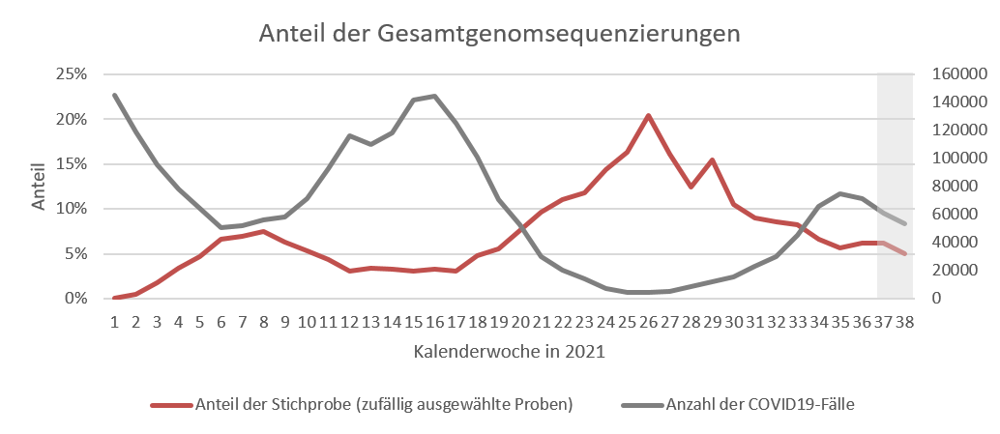 Anteil der Gesamtgenomsequenzierungen
25%
20%
15%
10%
5%
0%
Anteil
160000
140000
120000
100000
80000
60000
40000
20000
0
1 2 3 4 5 6 7 8 9 10 11 12 13 14 15 16 17 18 19 20 21 22 23 24 25 26 27 28 29 30 31 32 33 34 35 36 37 38
Kalenderwoche in 2021
Anteil der Stichprobe (zufällig ausgewählte Proben)
Anzahl der COVID19-Fälle